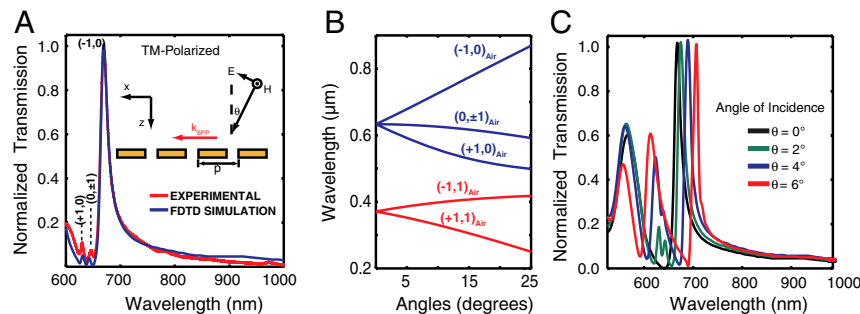 A
TM-Polarized
(-1,0)
E
H
θ
x
z
k_SPP
p
(+1,0)
(0,±1)
EXPERIMENTAL
FDTD SIMULATION
Normalized Transmission
1.0
0.8
0.6
0.4
0.2
0.0
600 700 800 900 1000
Wavelength (nm)
B
(-1,0)Air
(0,±1)Air
(+1,0)Air
(-1,1)Air
(+1,1)Air
Wavelength (μm)
0.8
0.6
0.4
0.2
5 15 25
Angles (degrees)
C
Angle of Incidence
θ = 0°
θ = 2°
θ = 4°
θ = 6°
Normalized Transmission
1.0
0.8
0.6
0.4
0.2
0.0
600 700 800 900 1000
Wavelength (nm)